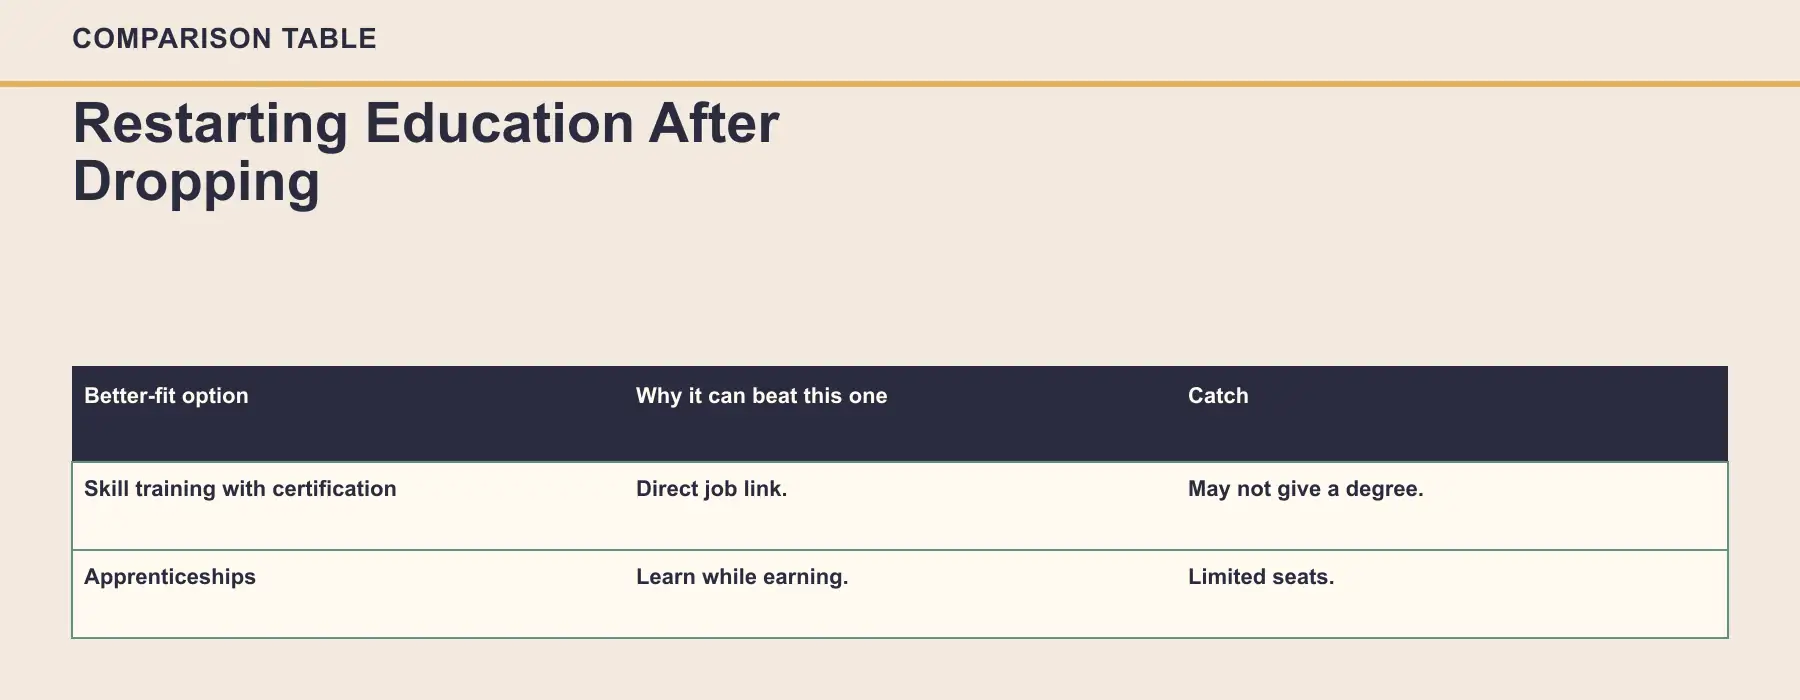 COMPARISON TABLE
Restarting Education After
Dropping
Better-fit option Why it can beat this one Catch
Skill training with certification Direct job link. May not give a degree.
Apprenticeships Learn while earning. Limited seats.